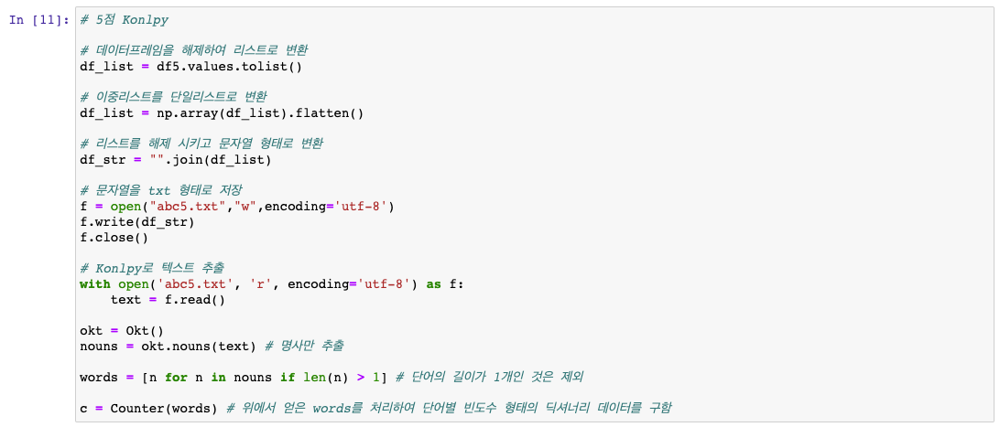 In [11]: # 5점 Konlpy
# 데이터프레임을 해제하여 리스트로 변환
df_list = df5.values.tolist()
# 이중리스트를 단일리스트로 변환
df_list = np.array(df_list).flatten()
# 리스트를 해제 시키고 문자열 형태로 변환
df_str = "".join(df_list)
# 문자열을 txt 형태로 저장
f = open("abc5.txt","w",encoding='utf-8')
f.write(df_str)
f.close()
# Konlpy로 텍스트 추출
with open('abc5.txt', 'r', encoding='utf-8') as f:
    text = f.read()
okt = Okt()
nouns = okt.nouns(text) # 명사만 추출
words = [n for n in nouns if len(n) > 1] # 단어의 길이가 1개인 것은 제외
c = Counter(words) # 위에서 얻은 words를 처리하여 단어별 빈도수 형태의 딕셔너리 데이터를 구함